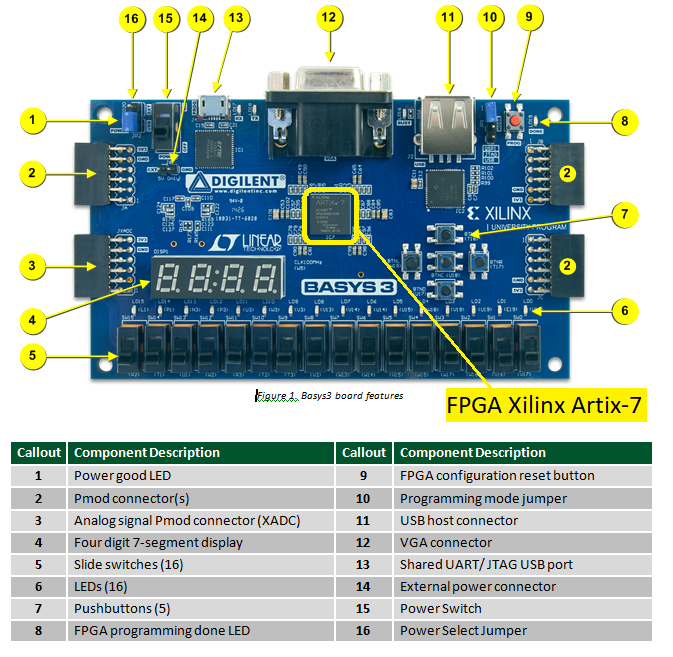 16 15 14 13 12 11 10 9
1
8
2
2
DIGILENT
www.digilentinc.com
ARTIX-7
XILINX
UNIVERSITY PROGRAM
7
3
LINEAR
TECHNOLOGY
DISP1
CLK100MHz
(W5)
BASYS 3
2
4
6
5
Figure 1. Basys3 board features
FPGA Xilinx Artix-7
Callout Component Description Callout Component Description
1 Power good LED 9 FPGA configuration reset button
2 Pmod connector(s) 10 Programming mode jumper
3 Analog signal Pmod connector (XADC) 11 USB host connector
4 Four digit 7-segment display 12 VGA connector
5 Slide switches (16) 13 Shared UART/ JTAG USB port
6 LEDs (16) 14 External power connector
7 Pushbuttons (5) 15 Power Switch
8 FPGA programming done LED 16 Power Select Jumper